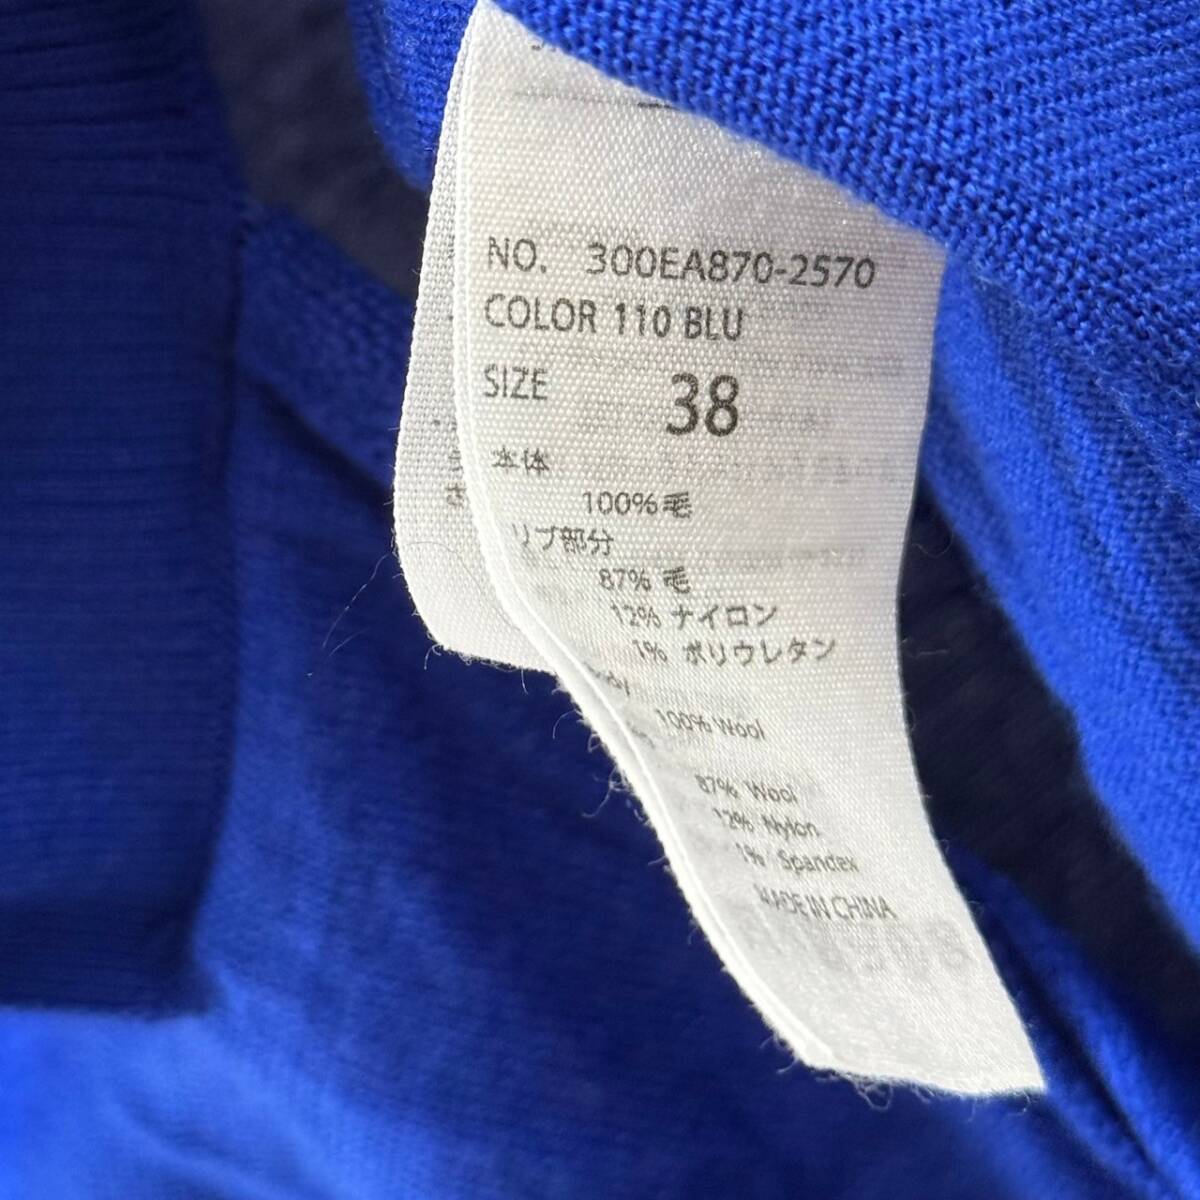 NO. 300EA870-2570
COLOR 110 BLU
SIZE 38
本体
100% 毛
リブ部分
87% 毛
12% ナイロン
1% ポリウレタン
100% Wool
87% Wool
12% Nylon
1% Spandex
MADE IN CHINA